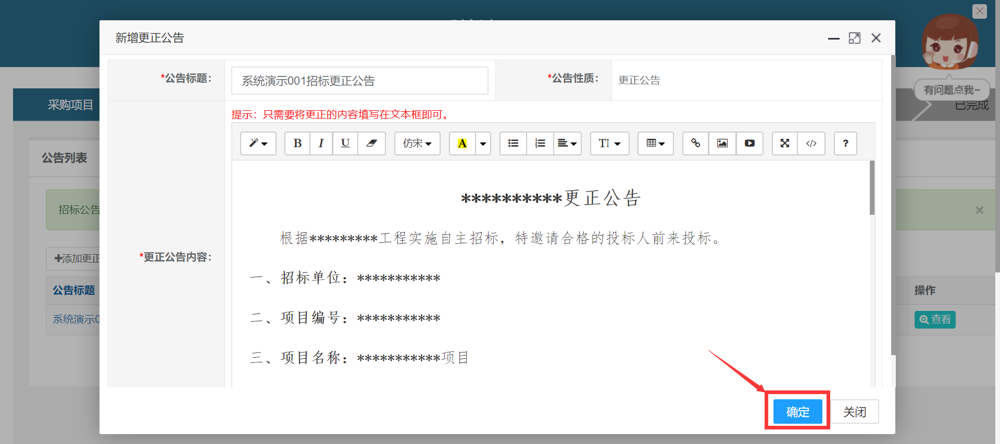 新增更正公告
有问题点我~
采购项目
已完成
*公告标题：
系统演示001招标更正公告
*公告性质：
更正公告
提示：只需要将更正的内容填写在文本框即可。
B I U 仿宋 A T ?
公告列表
招标公告
添加更正
公告标题
操作
系统演示0
查看
*更正公告内容：
**********更正公告
根据*********工程实施自主招标，特邀请合格的投标人前来投标。
一、招标单位：***********
二、项目编号：***********
三、项目名称：***********项目
确定
关闭